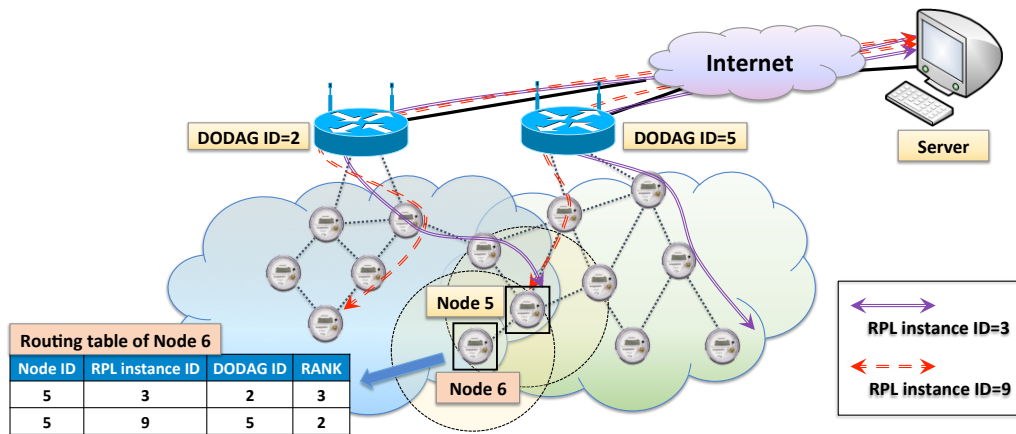 Internet
DODAG ID=2
DODAG ID=5
Server
Node 5
Node 6
RPL instance ID=3
RPL instance ID=9
Routing table of Node 6
Node ID RPL instance ID DODAG ID RANK
5 3 2 3
5 9 5 2